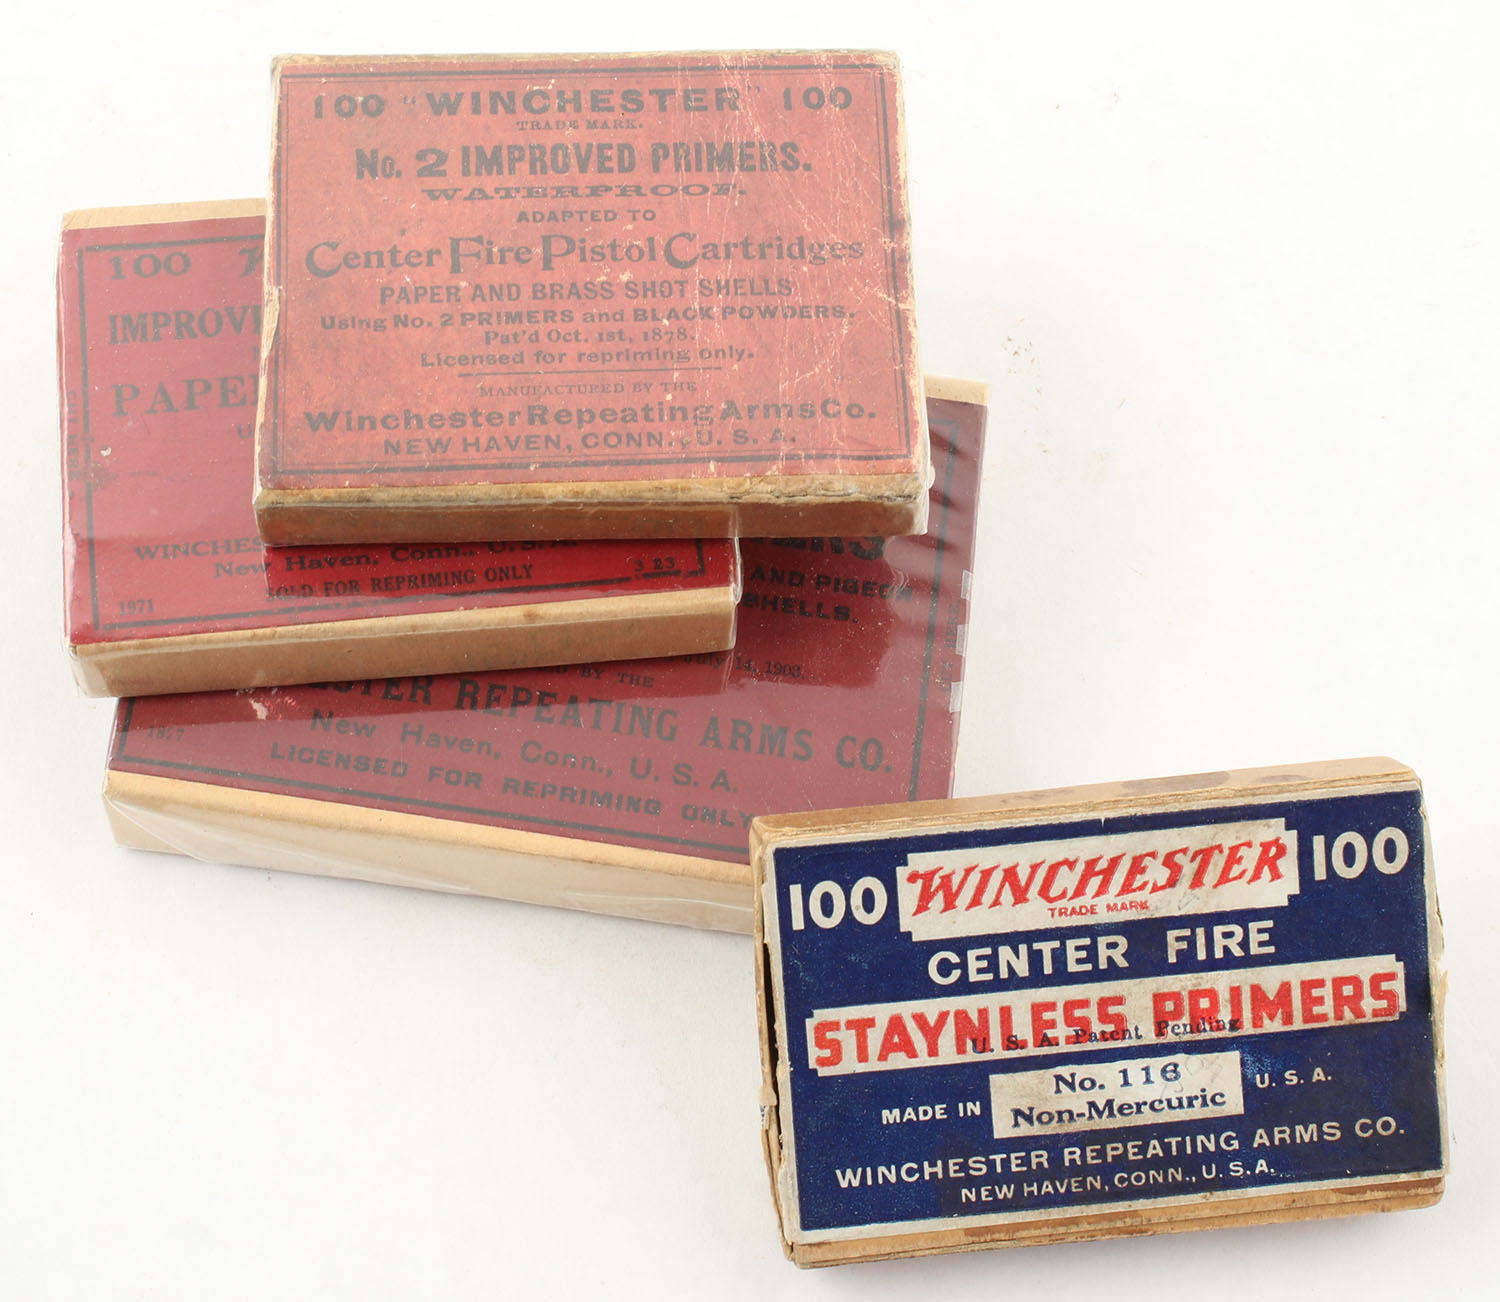 100 "WINCHESTER" 100
TRADE MARK.
No. 2 IMPROVED PRIMERS.
WATERPROOF.
ADAPTED TO
Center Fire Pistol Cartridges
PAPER AND BRASS SHOT SHELLS
Using No. 2 PRIMERS and BLACK POWDERS.
Pat'd Oct. 1st, 1878.
Licensed for repriming only.
MANUFACTURED BY THE
Winchester Repeating Arms Co.
NEW HAVEN, CONN., U. S. A.
100
IMPROV
PAPE
WINCHES
New Haven, Conn., U. S. A.
SOLD FOR REPRIMING ONLY
1971
3 23
AND PIGEON
SHELLS.
July 14, 1903.
BY THE
ESTER REPEATING ARMS CO.
New Haven, Conn., U. S. A.
LICENSED FOR REPRIMING ONLY
100 WINCHESTER 100
TRADE MARK
CENTER FIRE
STAYNLESS PRIMERS
U. S. A. Patent Pending
No. 116
Non-Mercuric
MADE IN U. S. A.
WINCHESTER REPEATING ARMS CO.
NEW HAVEN, CONN., U. S. A.